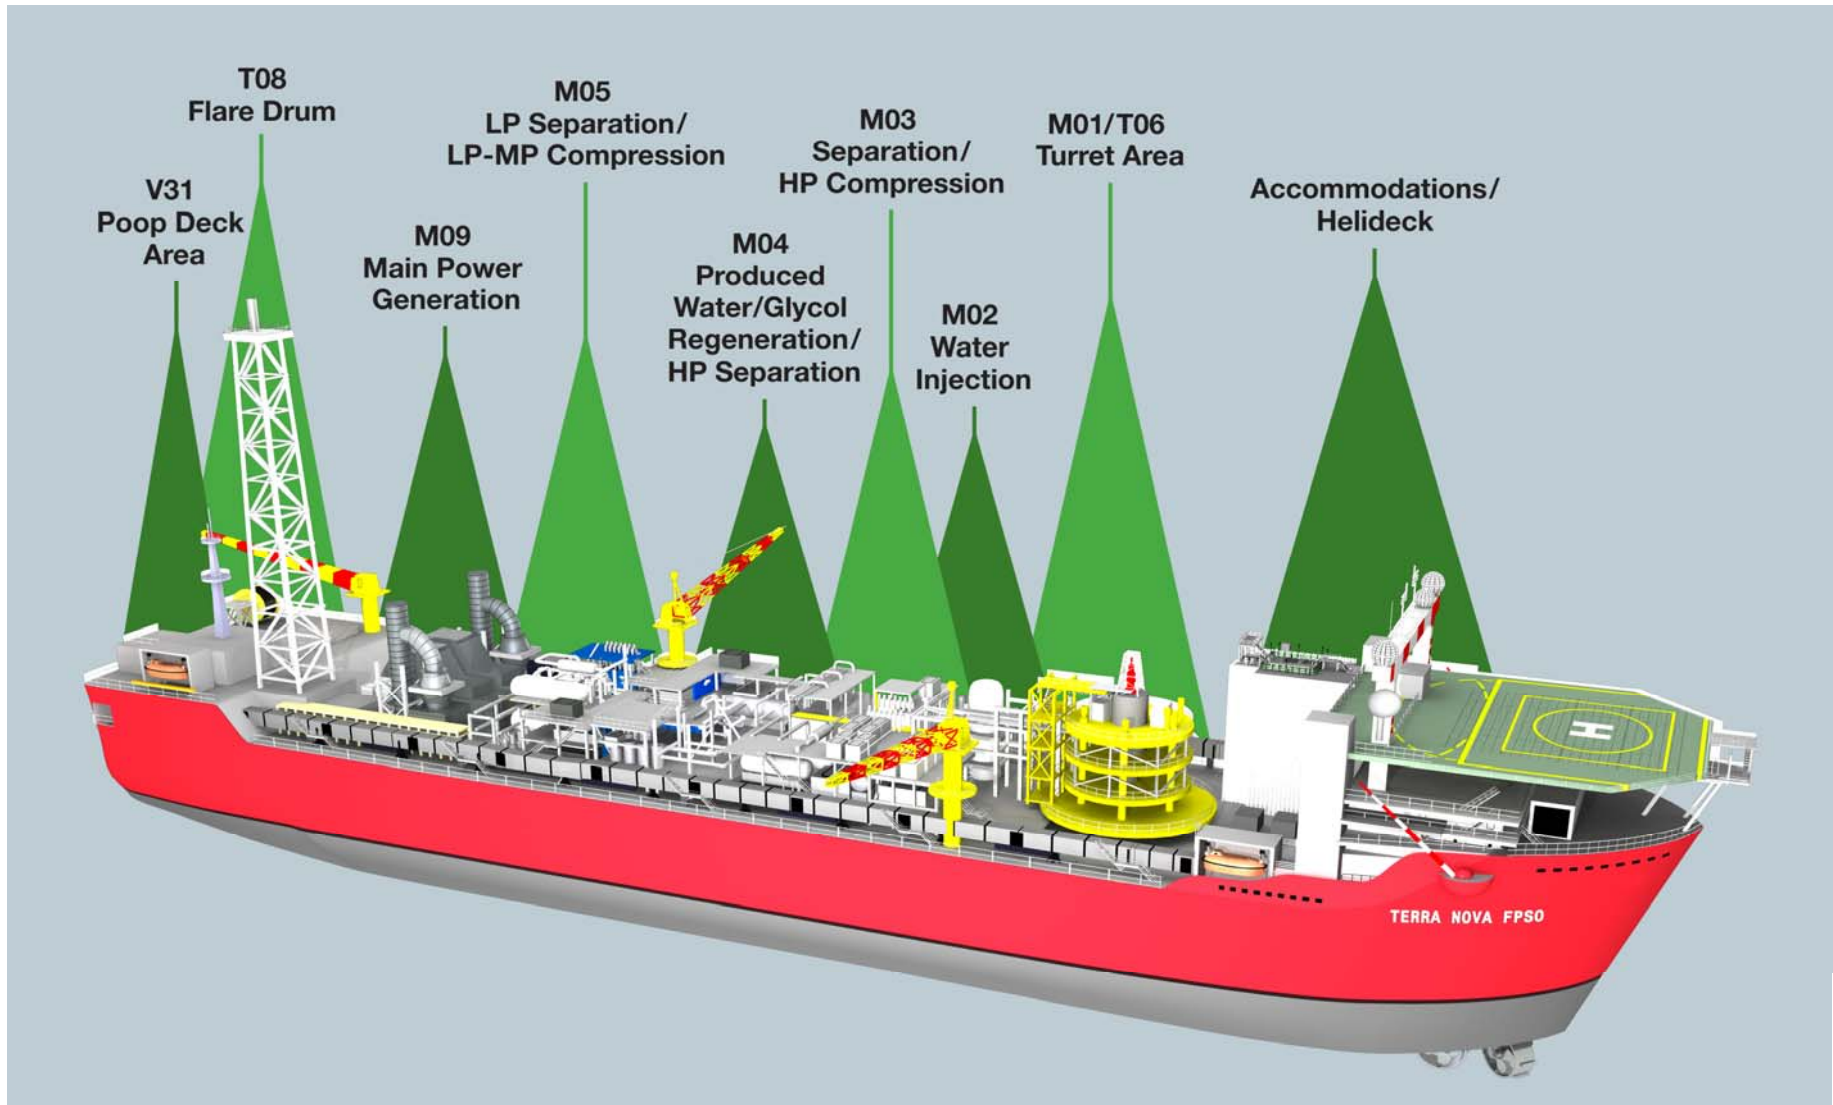 T08
Flare Drum
V31
Poop Deck
Area
M09
Main Power
Generation
M05
LP Separation/
LP-MP Compression
M04
Produced
Water/Glycol
Regeneration/
HP Separation
M03
Separation/
HP Compression
M02
Water
Injection
M01/T06
Turret Area
Accommodations/
Helideck
H
TERRA NOVA FPSO